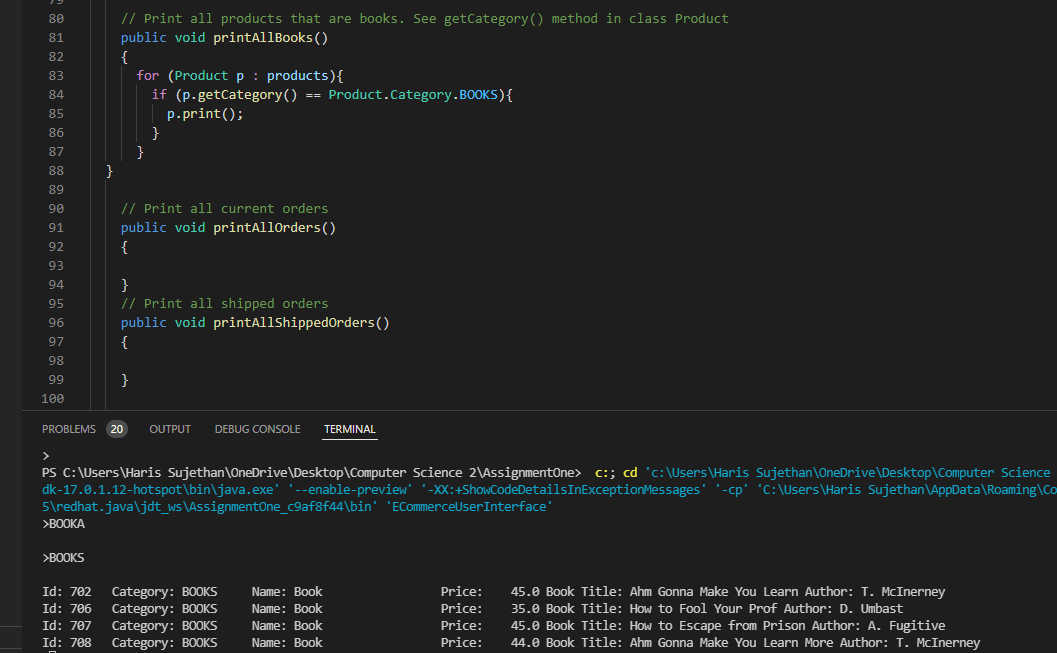 79
80 // Print all products that are books. See getCategory() method in class Product
81 public void printAllBooks()
82 {
83 for (Product p : products){
84 if (p.getCategory() == Product.Category.BOOKS){
85 p.print();
86 }
87 }
88 }
89
90 // Print all current orders
91 public void printAllOrders()
92 {
93
94 }
95 // Print all shipped orders
96 public void printAllShippedOrders()
97 {
98
99 }
100
PROBLEMS 20 OUTPUT DEBUG CONSOLE TERMINAL
>
PS C:\Users\Haris Sujethan\OneDrive\Desktop\Computer Science 2\AssignmentOne> c:; cd 'c:\Users\Haris Sujethan\OneDrive\Desktop\Computer Science
dk-17.0.1.12-hotspot\bin\java.exe' '--enable-preview' '-XX:+ShowCodeDetailsInExceptionMessages' '-cp' 'C:\Users\Haris Sujethan\AppData\Roaming\Co
5\redhat.java\jdt_ws\AssignmentOne_c9af8f44\bin' 'ECommerceUserInterface'
>BOOKA
>BOOKS
Id: 702 Category: BOOKS Name: Book Price: 45.0 Book Title: Ahm Gonna Make You Learn Author: T. McInerney
Id: 706 Category: BOOKS Name: Book Price: 35.0 Book Title: How to Fool Your Prof Author: D. Umbast
Id: 707 Category: BOOKS Name: Book Price: 45.0 Book Title: How to Escape from Prison Author: A. Fugitive
Id: 708 Category: BOOKS Name: Book Price: 44.0 Book Title: Ahm Gonna Make You Learn More Author: T. McInerney